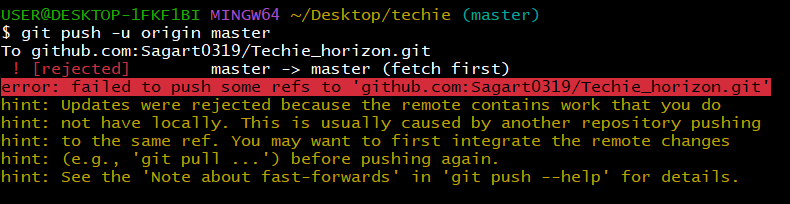 USER@DESKTOP-1FKF1BI MINGW64 ~/Desktop/techie (master)
$ git push -u origin master
To github.com:Sagart0319/Techie_horizon.git
 ! [rejected]        master -> master (fetch first)
error: failed to push some refs to 'github.com:Sagart0319/Techie_horizon.git'
hint: Updates were rejected because the remote contains work that you do
hint: not have locally. This is usually caused by another repository pushing
hint: to the same ref. You may want to first integrate the remote changes
hint: (e.g., 'git pull ...') before pushing again.
hint: See the 'Note about fast-forwards' in 'git push --help' for details.